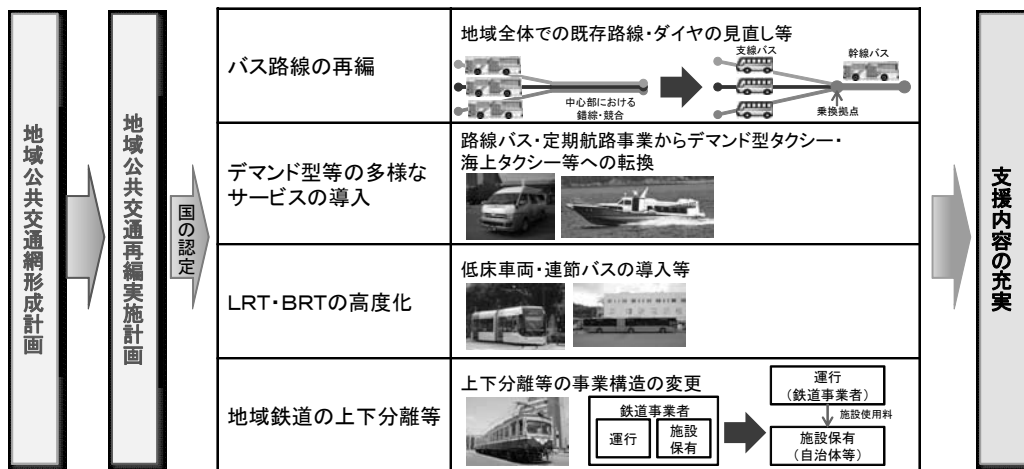 地域公共交通網形成計画
地域公共交通再編実施計画
国の認定
バス路線の再編
地域全体での既存路線・ダイヤの見直し等
中心部における
錯綜・競合
支線バス
幹線バス
乗換拠点
デマンド型等の多様な
サービスの導入
路線バス・定期航路事業からデマンド型タクシー・
海上タクシー等への転換
LRT・BRTの高度化
低床車両・連節バスの導入等
地域鉄道の上下分離等
上下分離等の事業構造の変更
鉄道事業者
運行
施設
保有
運行
(鉄道事業者)
施設使用料
施設保有
(自治体等)
支援内容の充実